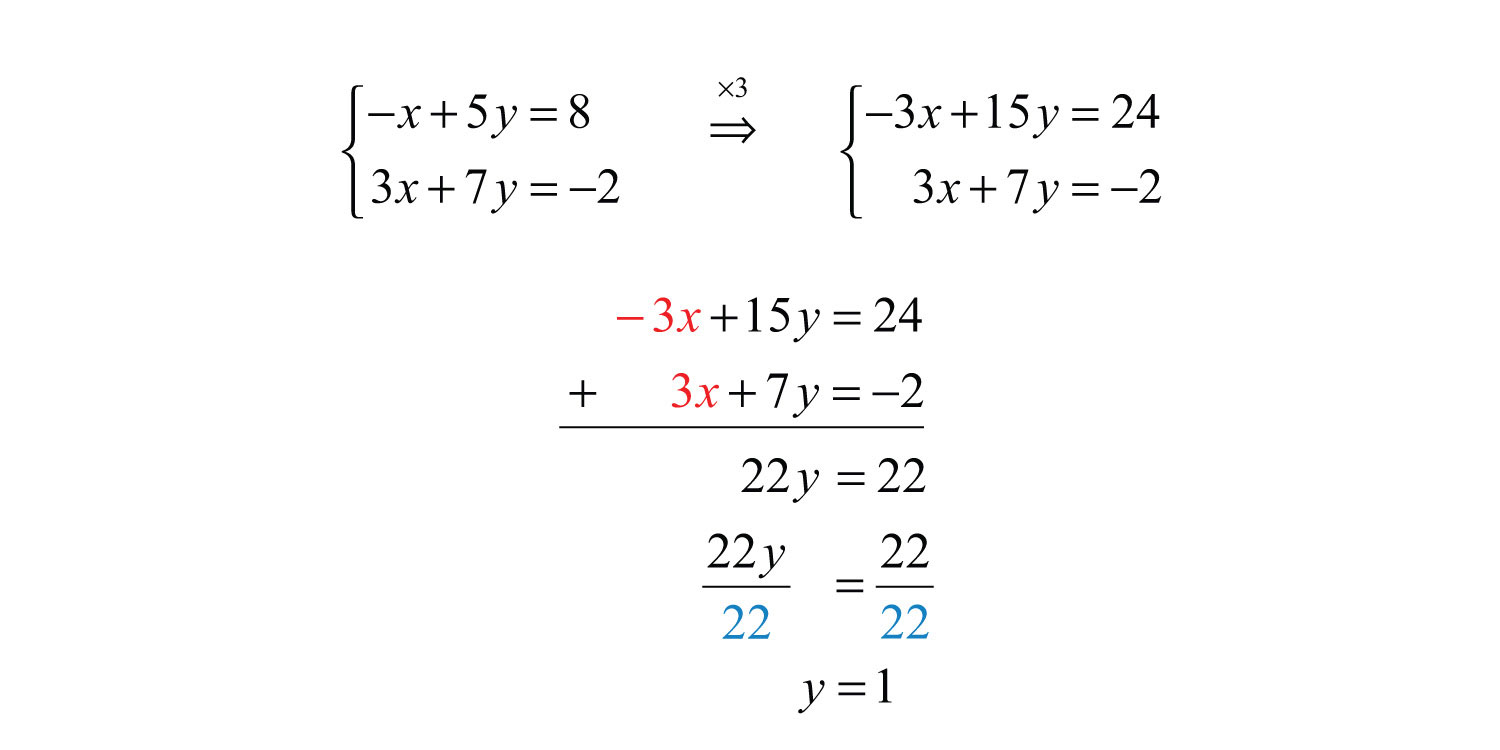 −x + 5y = 8 ×3 ⇒ −3x + 15y = 24
3x + 7y = −2 3x + 7y = −2
−3x + 15y = 24
+ 3x + 7y = −2
22y = 22
22y/22 = 22/22
y = 1